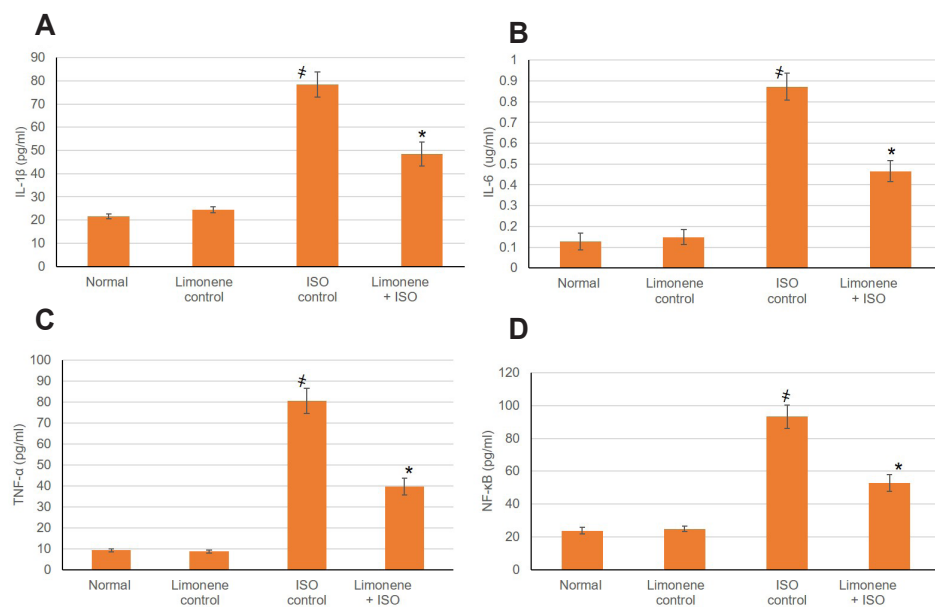 A
IL-1β (pg/ml)
90
80
70
60
50
40
30
20
10
0
≠
*
Normal
Limonene
control
ISO
control
Limonene
+ ISO
B
IL-6 (ug/ml)
1
0.9
0.8
0.7
0.6
0.5
0.4
0.3
0.2
0.1
0
≠
*
Normal
Limonene
control
ISO
control
Limonene
+ ISO
C
TNF-α (pg/ml)
100
90
80
70
60
50
40
30
20
10
0
≠
*
Normal
Limonene
control
ISO
control
Limonene
+ ISO
D
NF-κB (pg/ml)
120
100
80
60
40
20
0
≠
*
Normal
Limonene
control
ISO
control
Limonene
+ ISO